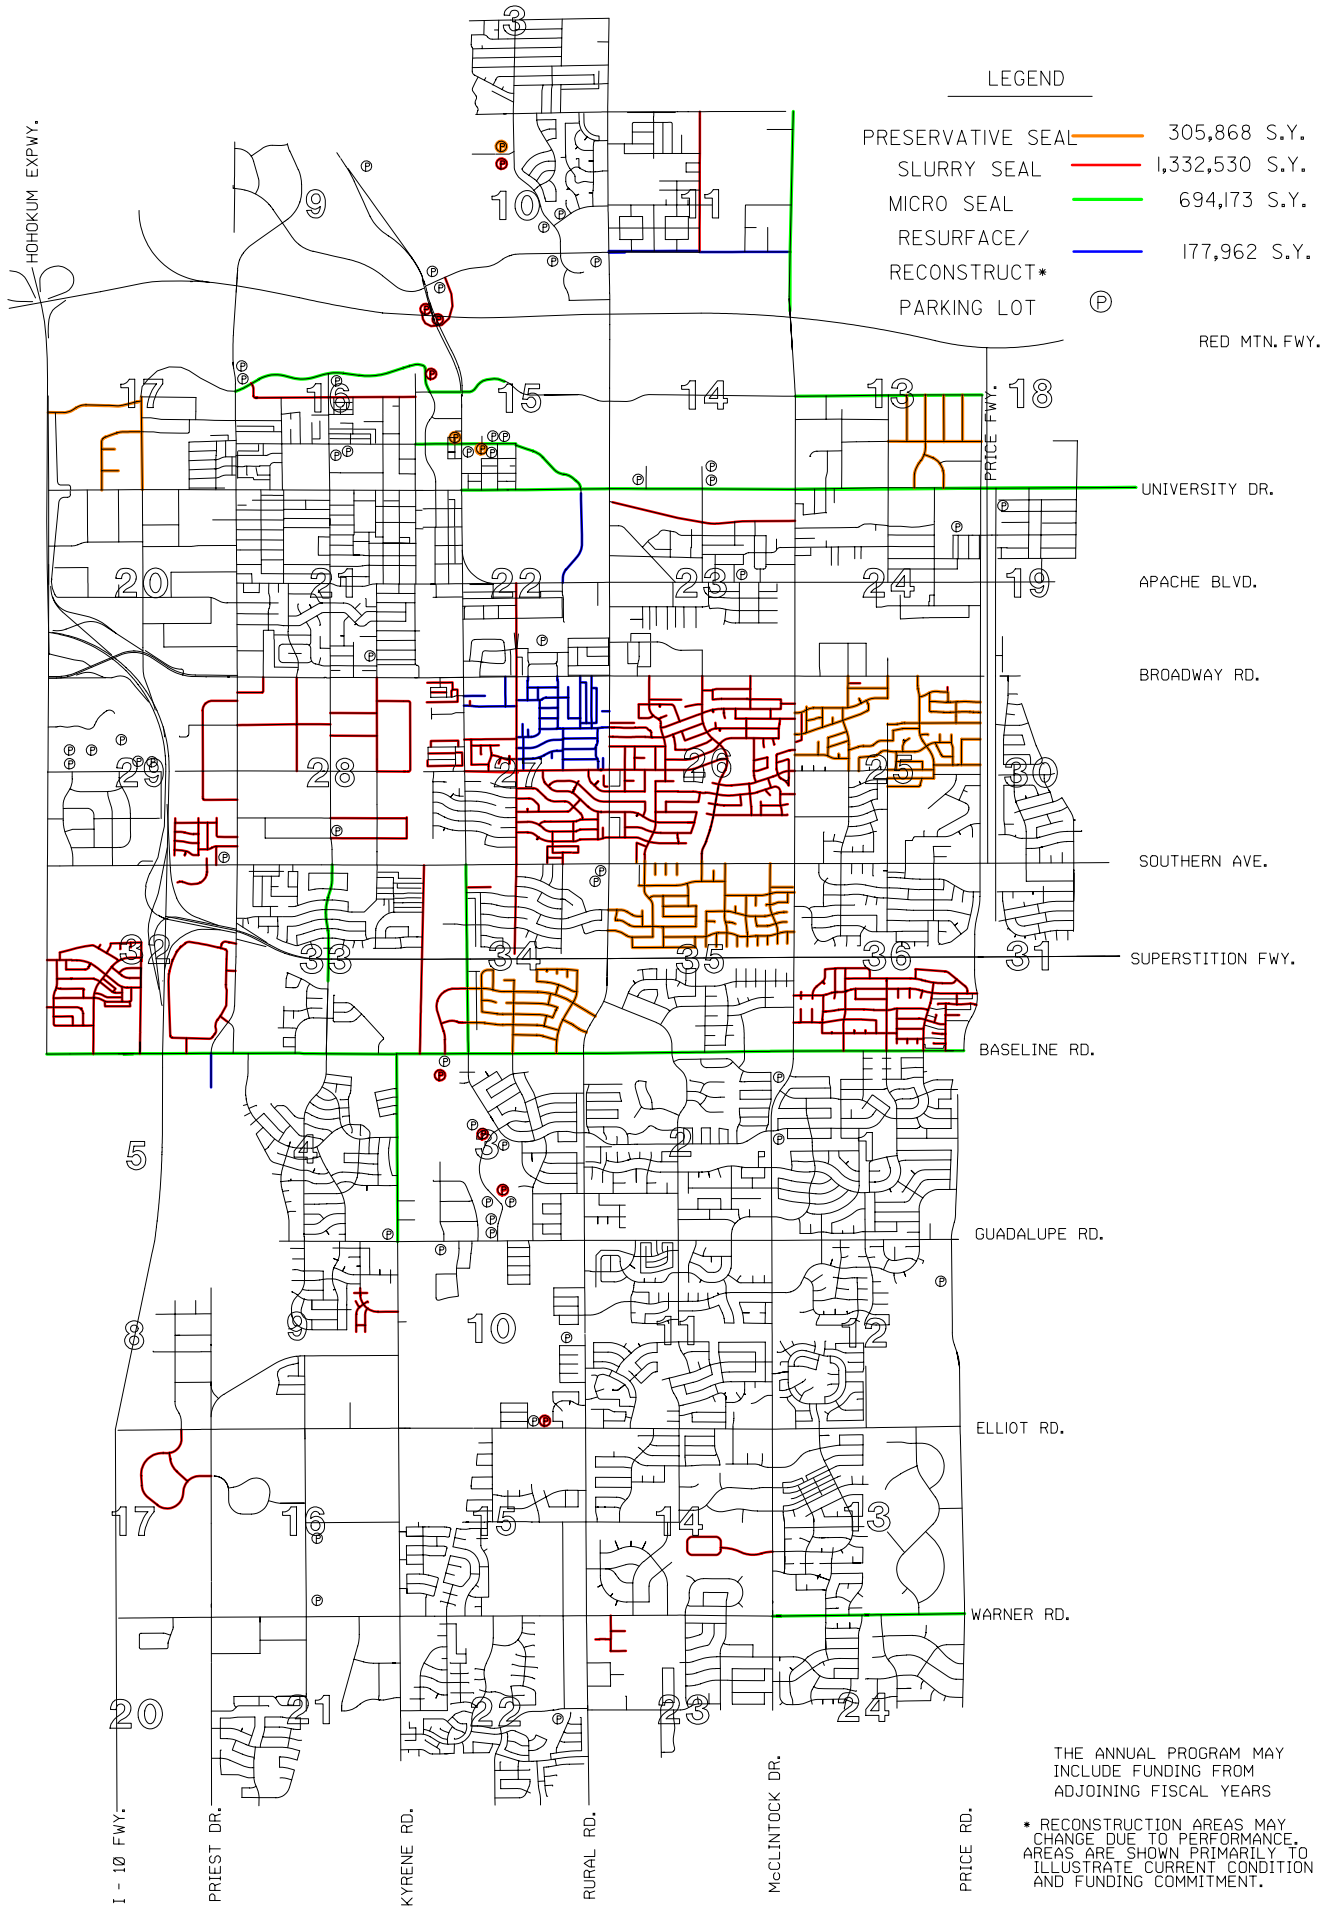 LEGEND
PRESERVATIVE SEAL 305,868 S.Y.
SLURRY SEAL 1,332,530 S.Y.
MICRO SEAL 694,173 S.Y.
RESURFACE/
RECONSTRUCT* 177,962 S.Y.
PARKING LOT P
HOHOKUM EXPWY.
RED MTN. FWY.
PRICE FWY.
3
9 10 11
17 16 15 14 13 18
UNIVERSITY DR.
20 21 22 23 24 19
APACHE BLVD.
BROADWAY RD.
29 28 27 26 25 30
SOUTHERN AVE.
32 33 34 35 36 31
SUPERSTITION FWY.
BASELINE RD.
5 4 3 2 1
GUADALUPE RD.
8 9 10 11 12
ELLIOT RD.
17 16 15 14 13
WARNER RD.
20 21 22 23 24
I - 10 FWY.
PRIEST DR.
KYRENE RD.
RURAL RD.
McCLINTOCK DR.
PRICE RD.
THE ANNUAL PROGRAM MAY
INCLUDE FUNDING FROM
ADJOINING FISCAL YEARS
* RECONSTRUCTION AREAS MAY
CHANGE DUE TO PERFORMANCE.
AREAS ARE SHOWN PRIMARILY TO
ILLUSTRATE CURRENT CONDITION
AND FUNDING COMMITMENT.